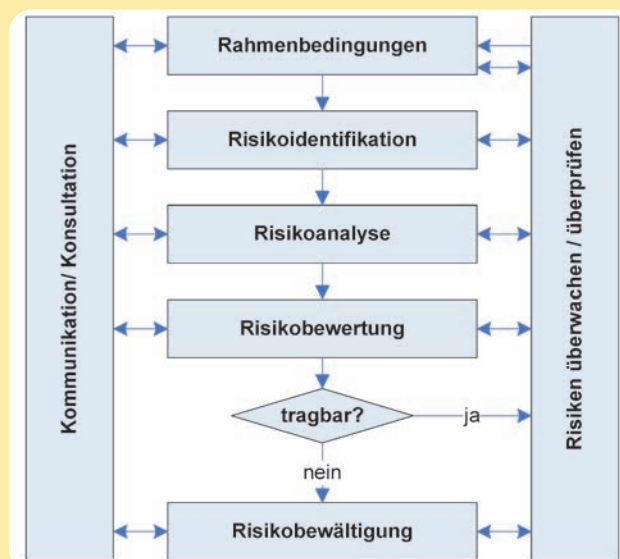 Rahmenbedingungen
Risikoidentifikation
Risikoanalyse
Risikobewertung
tragbar?
ja
nein
Risikobewältigung
Kommunikation/ Konsultation
Risiken überwachen / überprüfen